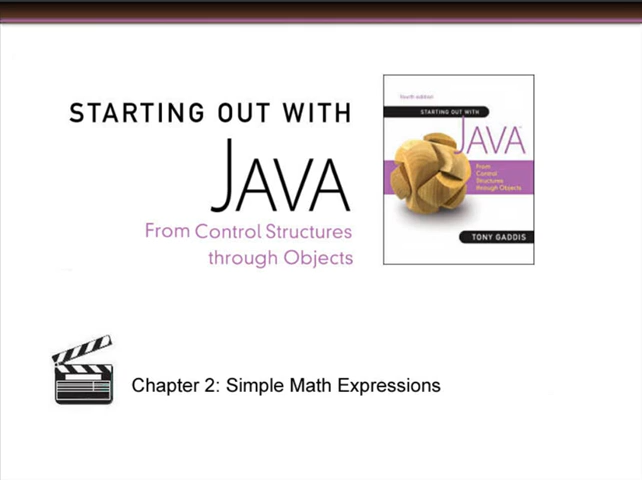 STARTING OUT WITH
JAVA
From Control Structures
through Objects
fourth edition
STARTING OUT WITH
JAVA™
From
Control
Structures
through Objects
TONY GADDIS
Chapter 2: Simple Math Expressions